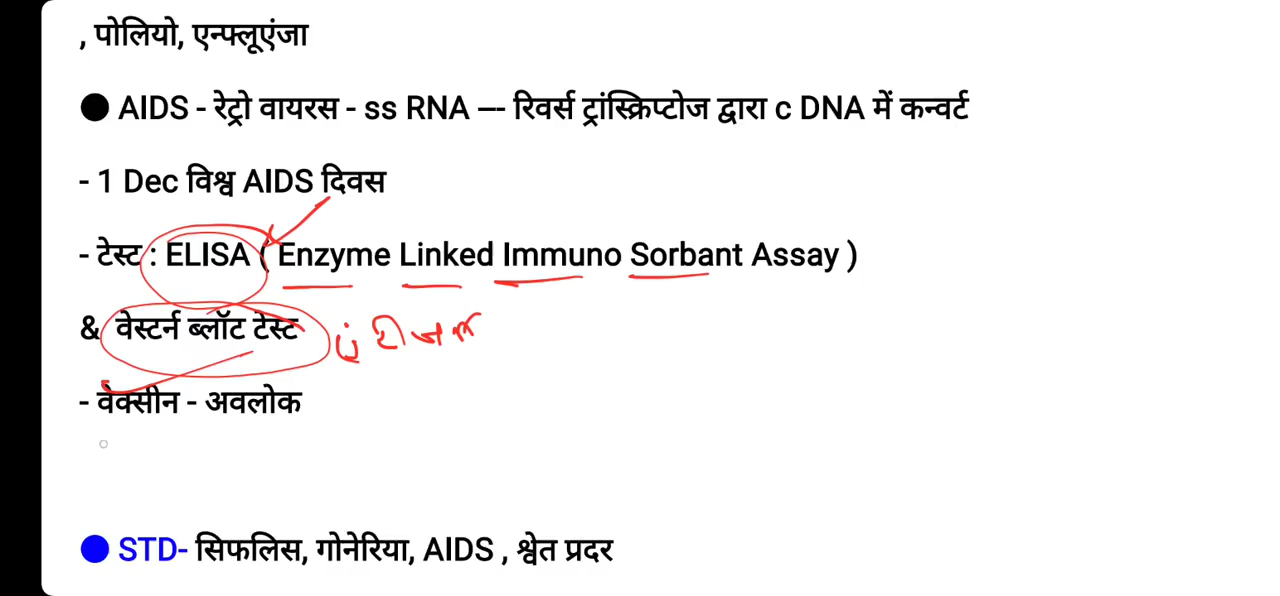 , पोलियो, एन्फ्लूएंजा
● AIDS - रेट्रो वायरस - ss RNA –- रिवर्स ट्रांस्क्रिप्टोज द्वारा c DNA में कन्वर्ट
- 1 Dec विश्व AIDS दिवस
- टेस्ट : ELISA ( Enzyme Linked Immuno Sorbant Assay )
& वेस्टर्न ब्लॉट टेस्ट
- वेक्सीन - अवलोक
● STD- सिफलिस, गोनेरिया, AIDS , श्वेत प्रदर